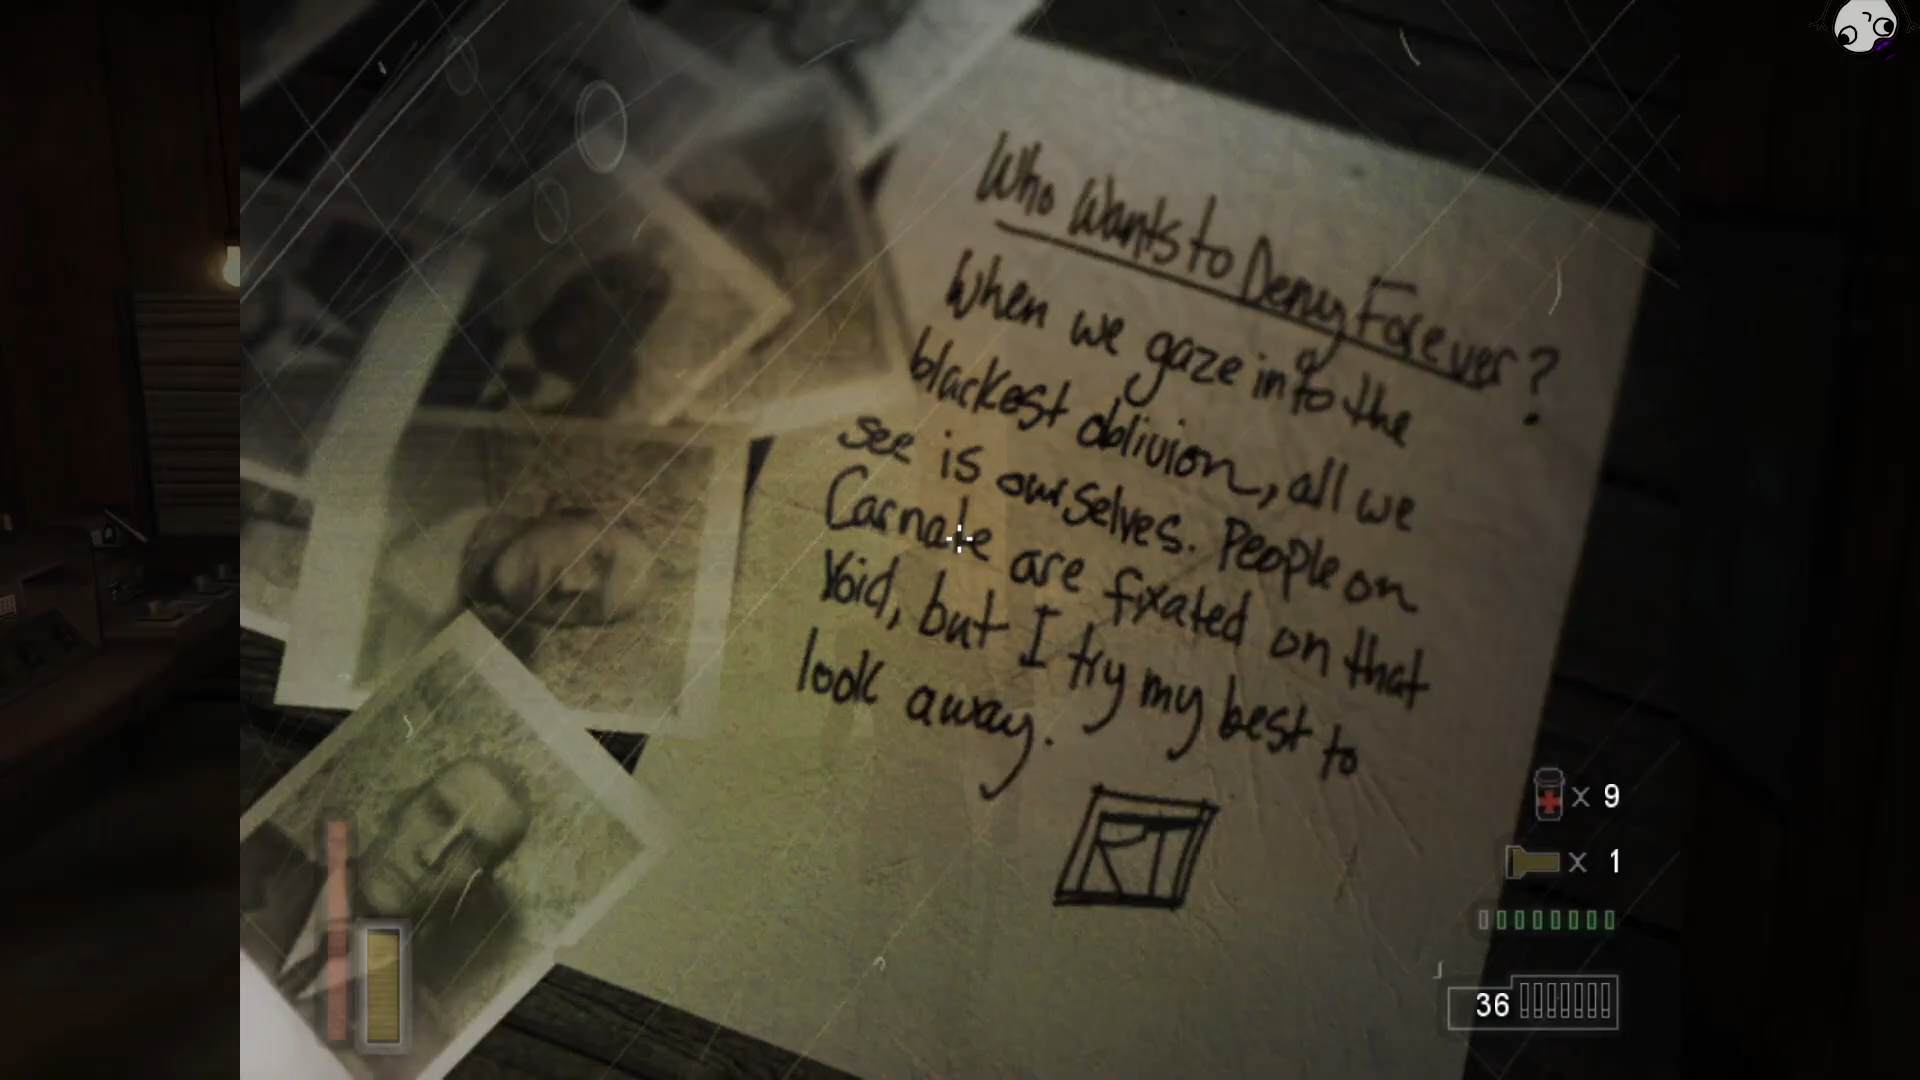 Who Wants to Deny Forever?
When we gaze into the
blackest oblivion, all we
see is ourselves. People on
Carnate are fixated on that
Void, but I try my best to
look away.
RT
X 9
X 1
36